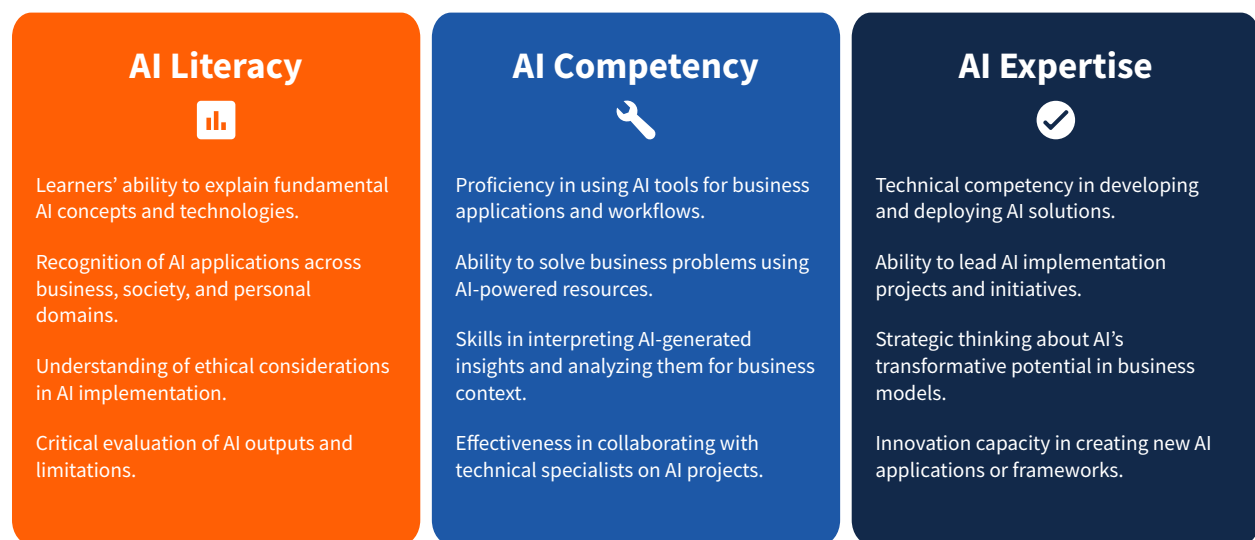 AI Literacy
Learners’ ability to explain fundamental
AI concepts and technologies.
Recognition of AI applications across
business, society, and personal
domains.
Understanding of ethical considerations
in AI implementation.
Critical evaluation of AI outputs and
limitations.
AI Competency
Proficiency in using AI tools for business
applications and workflows.
Ability to solve business problems using
AI-powered resources.
Skills in interpreting AI-generated
insights and analyzing them for business
context.
Effectiveness in collaborating with
technical specialists on AI projects.
AI Expertise
Technical competency in developing
and deploying AI solutions.
Ability to lead AI implementation
projects and initiatives.
Strategic thinking about AI’s
transformative potential in business
models.
Innovation capacity in creating new AI
applications or frameworks.